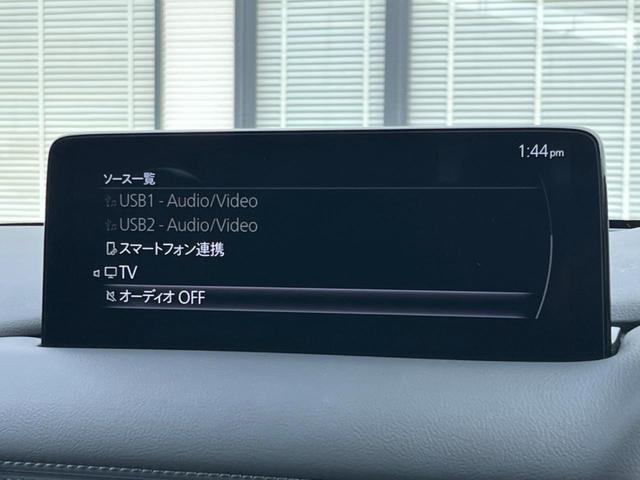 1:44pm
ソース一覧
USB1 - Audio/Video
USB2 - Audio/Video
スマートフォン連携
TV
オーディオ OFF